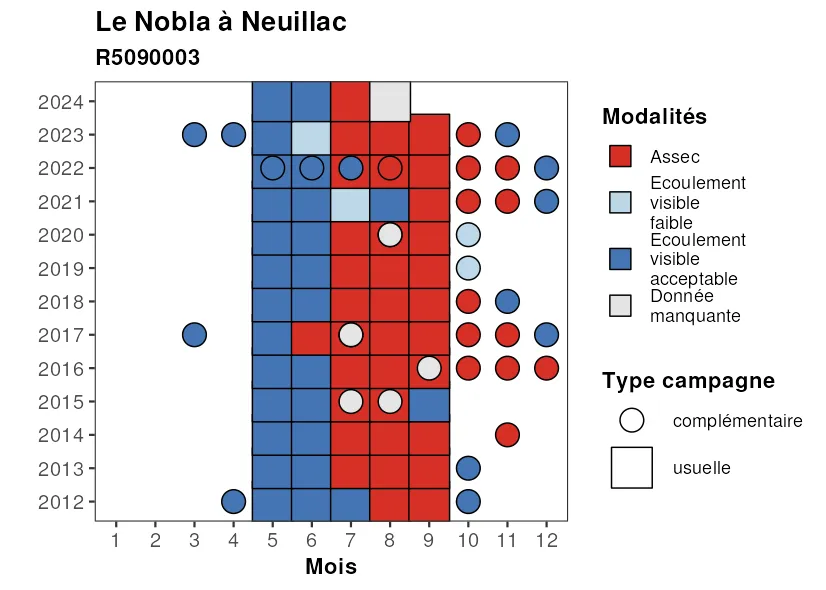 Le Nobla à Neuillac
R5090003
2024
2023
2022
2021
2020
2019
2018
2017
2016
2015
2014
2013
2012
1 2 3 4 5 6 7 8 9 10 11 12
Mois
Modalités
Assec
Ecoulement
visible
faible
Ecoulement
visible
acceptable
Donnée
manquante
Type campagne
complémentaire
usuelle